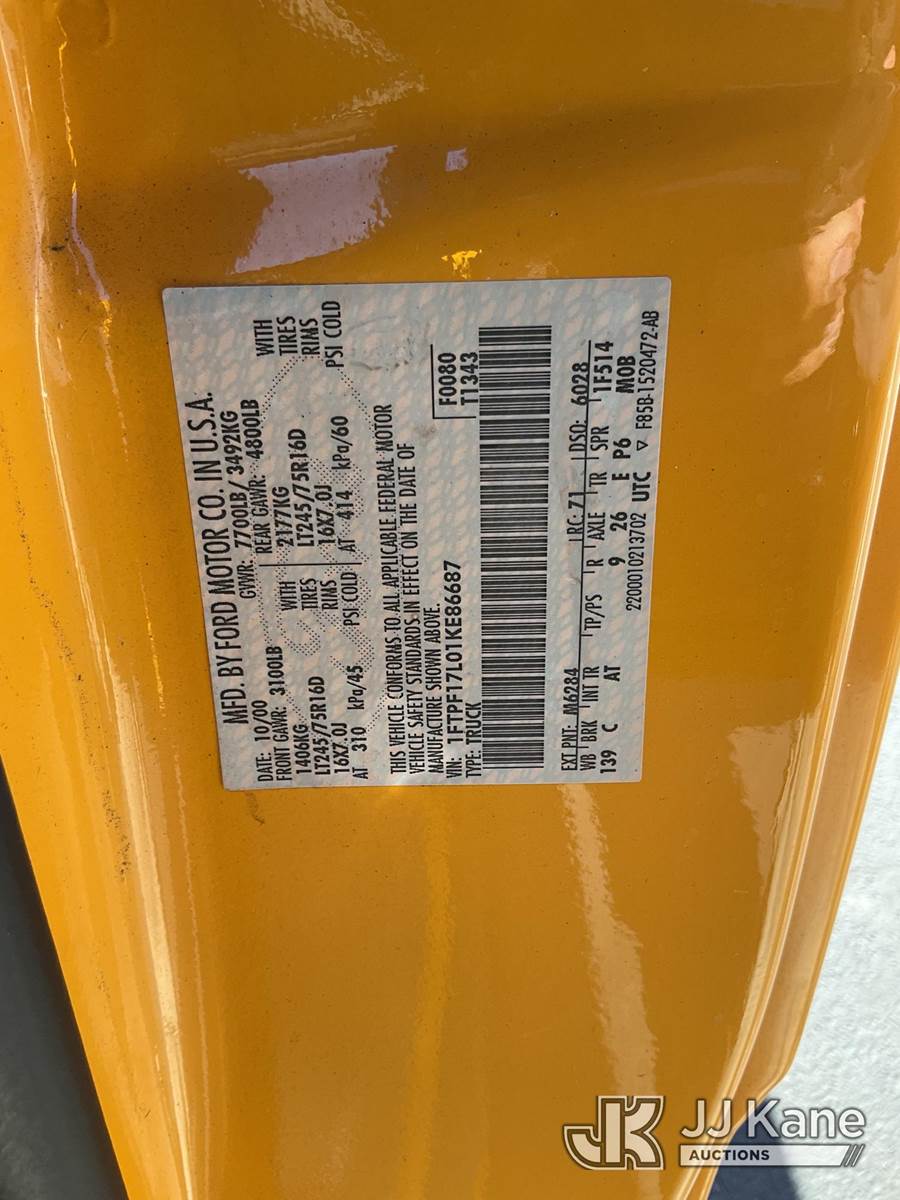 MFD. BY FORD MOTOR CO. IN U.S.A.
DATE: 10/00 GVWR: 7700LB/ 3492KG
FRONT GAWR: 3100LB REAR GAWR: 4800LB
1406KG WITH 2177KG WITH
LT245/75R16D TIRES LT245/75R16D TIRES
16X7.0J RIMS 16X7.0J RIMS
AT 310 kPa/45 PSI COLD AT 414 kPa/60 PSI COLD
THIS VEHICLE CONFORMS TO ALL APPLICABLE FEDERAL MOTOR
VEHICLE SAFETY STANDARDS IN EFFECT ON THE DATE OF
MANUFACTURE SHOWN ABOVE.
F0080
VIN: 1FTPF17L01KE86687
T1343
TYPE: TRUCK
EXT PNT: M6284 RC: 71 DSO: 6028
WB BRK INT TR TP/PS R AXLE TR SPR 1F514
139 C AT 9 26 E P6 M0B
2200010213702 UTC ▽ F85B-1520472-AB
JK JJ Kane
AUCTIONS